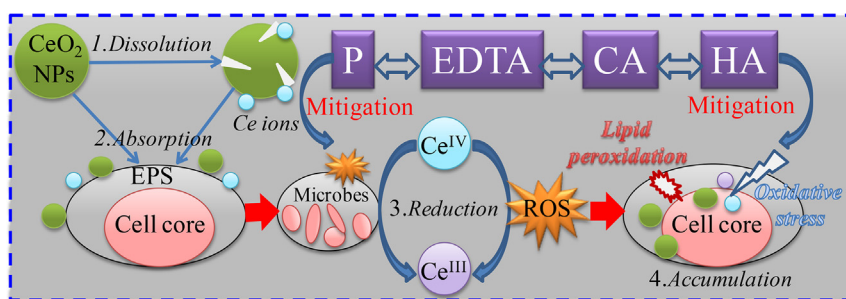 CeO₂
NPs
1.Dissolution
Ce ions
2.Absorption
EPS
Cell core
P
EDTA
CA
HA
Mitigation
Mitigation
Microbes
Ceᴵⱽ
3.Reduction
Ceᴵᴵᴵ
ROS
Lipid
peroxidation
Oxidative
stress
Cell core
4.Accumulation